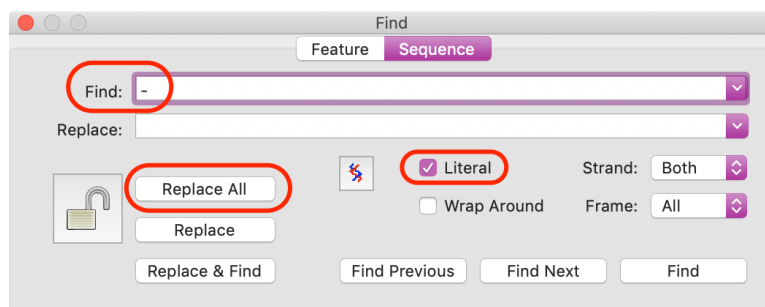 Find
Feature Sequence
Find: -
Replace:
Replace All Literal Strand: Both
Replace Wrap Around Frame: All
Replace & Find Find Previous Find Next Find